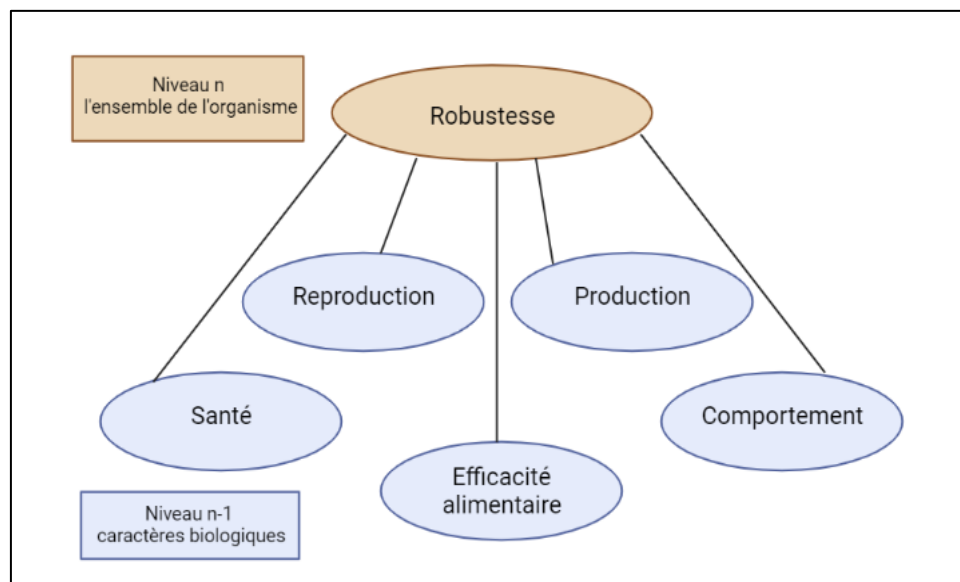 Niveau n
l'ensemble de l'organisme
Robustesse
Reproduction
Production
Santé
Comportement
Efficacité
alimentaire
Niveau n-1
caractères biologiques